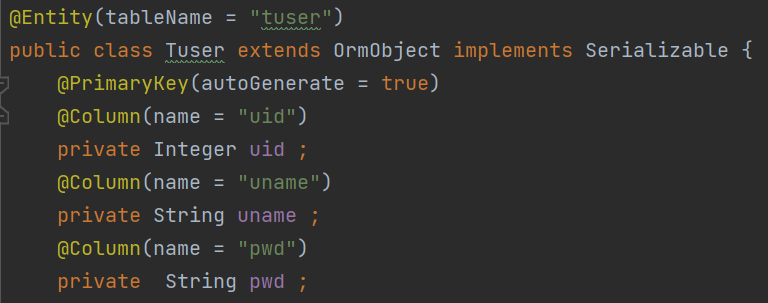 @Entity(tableName = "tuser")
public class Tuser extends OrmObject implements Serializable {
@PrimaryKey(autoGenerate = true)
@Column(name = "uid")
private Integer uid ;
@Column(name = "uname")
private String uname ;
@Column(name = "pwd")
private  String pwd ;